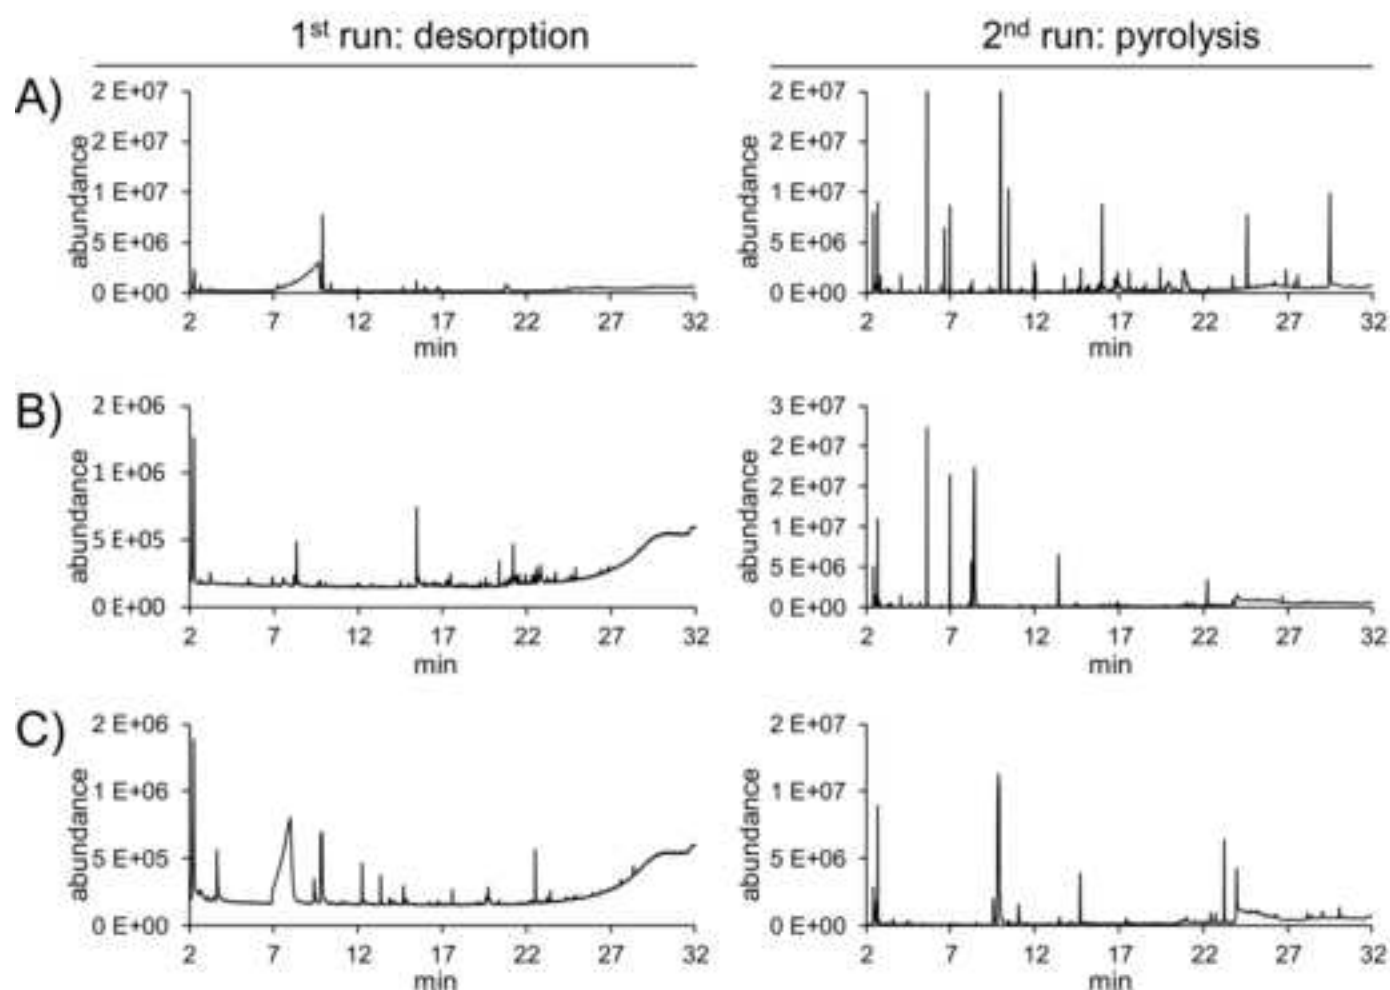 1st run: desorption
2nd run: pyrolysis
A)
abundance
2 E+07
2 E+07
1 E+07
5 E+06
0 E+00
2 7 12 17 22 27 32
min
abundance
2 E+07
2 E+07
1 E+07
5 E+06
0 E+00
2 7 12 17 22 27 32
min
B)
abundance
2 E+06
1 E+06
5 E+05
0 E+00
2 7 12 17 22 27 32
min
abundance
3 E+07
2 E+07
2 E+07
1 E+07
5 E+06
0 E+00
2 7 12 17 22 27 32
min
C)
abundance
2 E+06
1 E+06
5 E+05
0 E+00
2 7 12 17 22 27 32
min
abundance
2 E+07
1 E+07
5 E+06
0 E+00
2 7 12 17 22 27 32
min